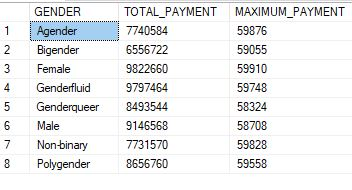 GENDER TOTAL_PAYMENT MAXIMUM_PAYMENT
1 Agender 7740584 59876
2 Bigender 6556722 59055
3 Female 9822660 59910
4 Genderfluid 9797464 59748
5 Genderqueer 8493544 58324
6 Male 9146568 58708
7 Non-binary 7731570 59828
8 Polygender 8656760 59558